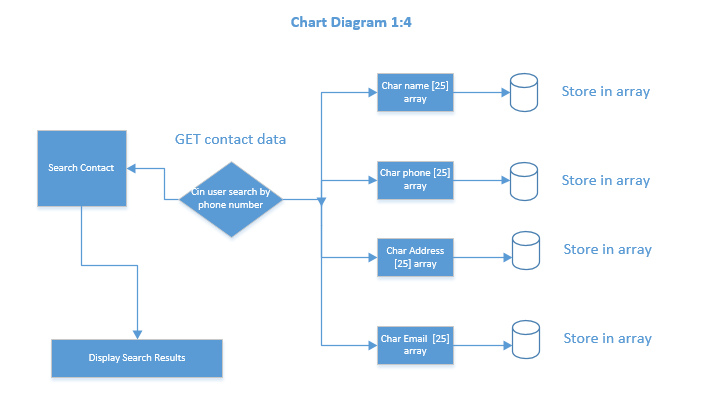 Chart Diagram 1:4
Char name [25]
array
Store in array
GET contact data
Search Contact
Cin user search by
phone number
Char phone [25]
array
Store in array
Char Address
[25] array
Store in array
Char Email  [25]
array
Store in array
Display Search Results